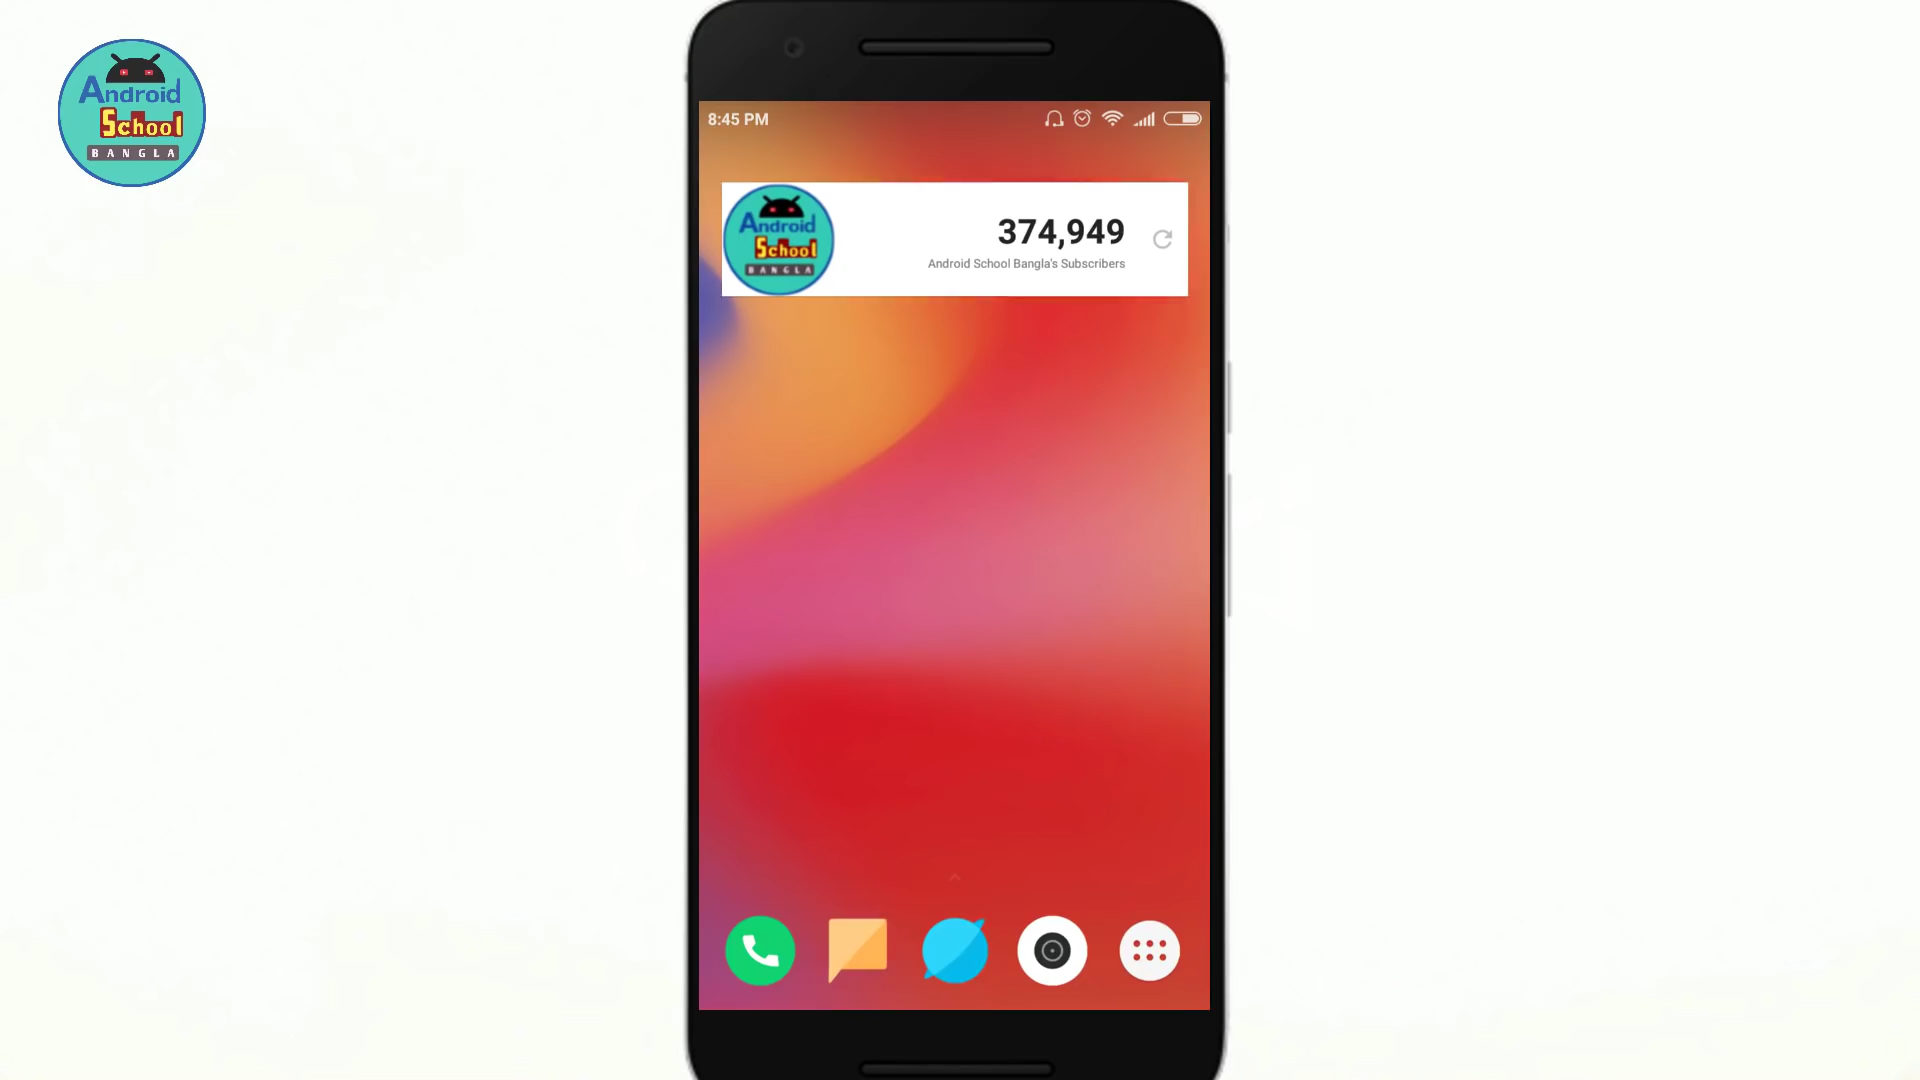 Android
School
BANGLA
8:45 PM
Android
School
BANGLA
374,949
Android School Bangla's Subscribers